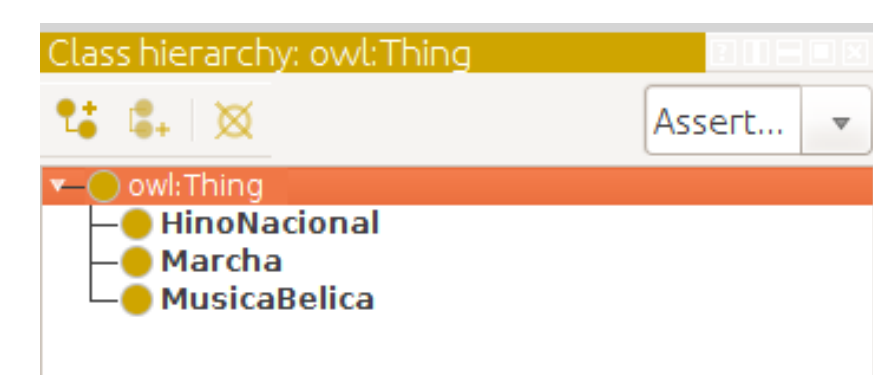 Class hierarchy: owl:Thing
Assert...
owl:Thing
HinoNacional
Marcha
MusicaBelica